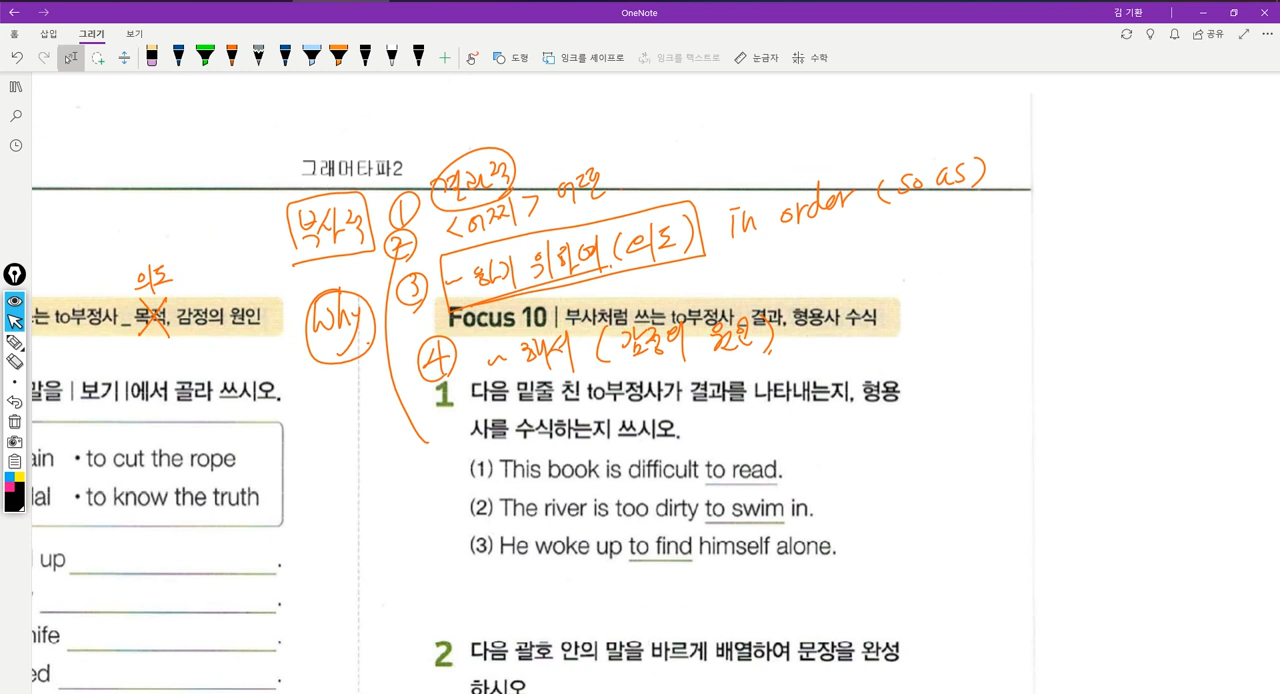 OneNote
김 기환
홈 삽입 그리기 보기
공유
도형 잉크를 셰이프로 잉크를 텍스트로 눈금자 수학
그래머타파2
부사구 ① 결과적
②
③ ~하기 위하여 (의도) in order (so as)
Why
④ ~ 해서 (감정의 원인)
의도
는 to부정사 _ 목적, 감정의 원인
Focus 10 | 부사처럼 쓰는 to부정사 _ 결과, 형용사 수식
말을 | 보기 |에서 골라 쓰시오.
ain • to cut the rope
dal • to know the truth
up .
.
nife .
ed .
1 다음 밑줄 친 to부정사가 결과를 나타내는지, 형용
사를 수식하는지 쓰시오.
(1) This book is difficult to read.
(2) The river is too dirty to swim in.
(3) He woke up to find himself alone.
2 다음 괄호 안의 말을 바르게 배열하여 문장을 완성
하시오